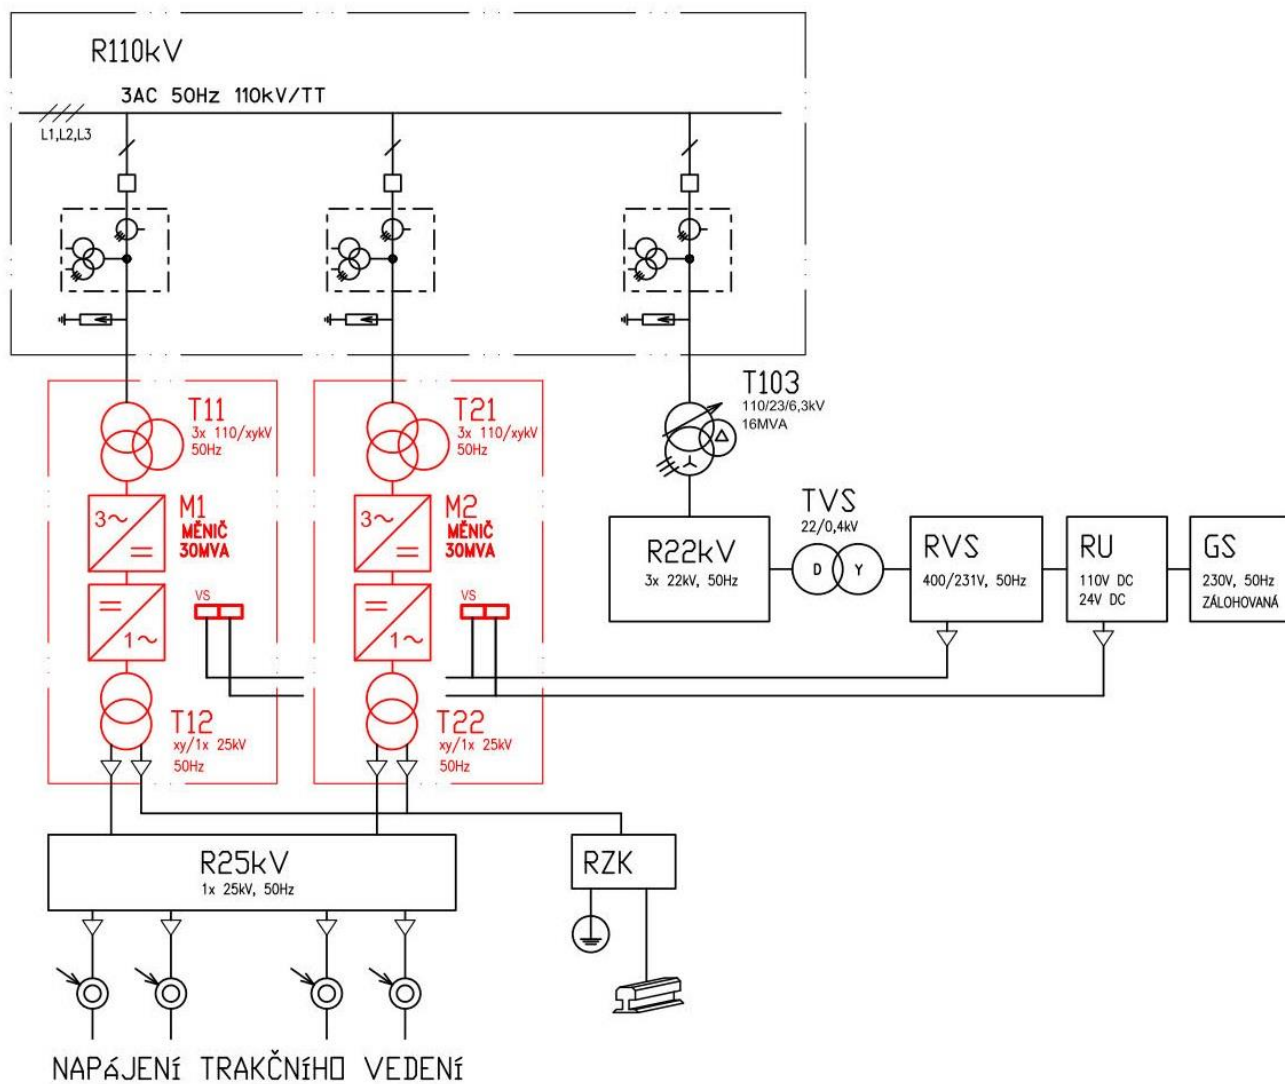 R110kV
3AC 50Hz 110kV/TT
L1,L2,L3
T11
3x 110/xykV
50Hz
T21
3x 110/xykV
50Hz
T103
110/23/6,3kV
16MVA
3~
M1
MĚNIČ
30MVA
3~
M2
MĚNIČ
30MVA
R22kV
3x 22kV, 50Hz
TVS
22/0,4kV
D Y
RVS
400/231V, 50Hz
RU
110V DC
24V DC
GS
230V, 50Hz
ZÁLOHOVANÁ
1~
VS
1~
VS
T12
xy/1x 25kV
50Hz
T22
xy/1x 25kV
50Hz
R25kV
1x 25kV, 50Hz
RZK
NAPÁJENÍ TRAKČNÍHO VEDENÍ